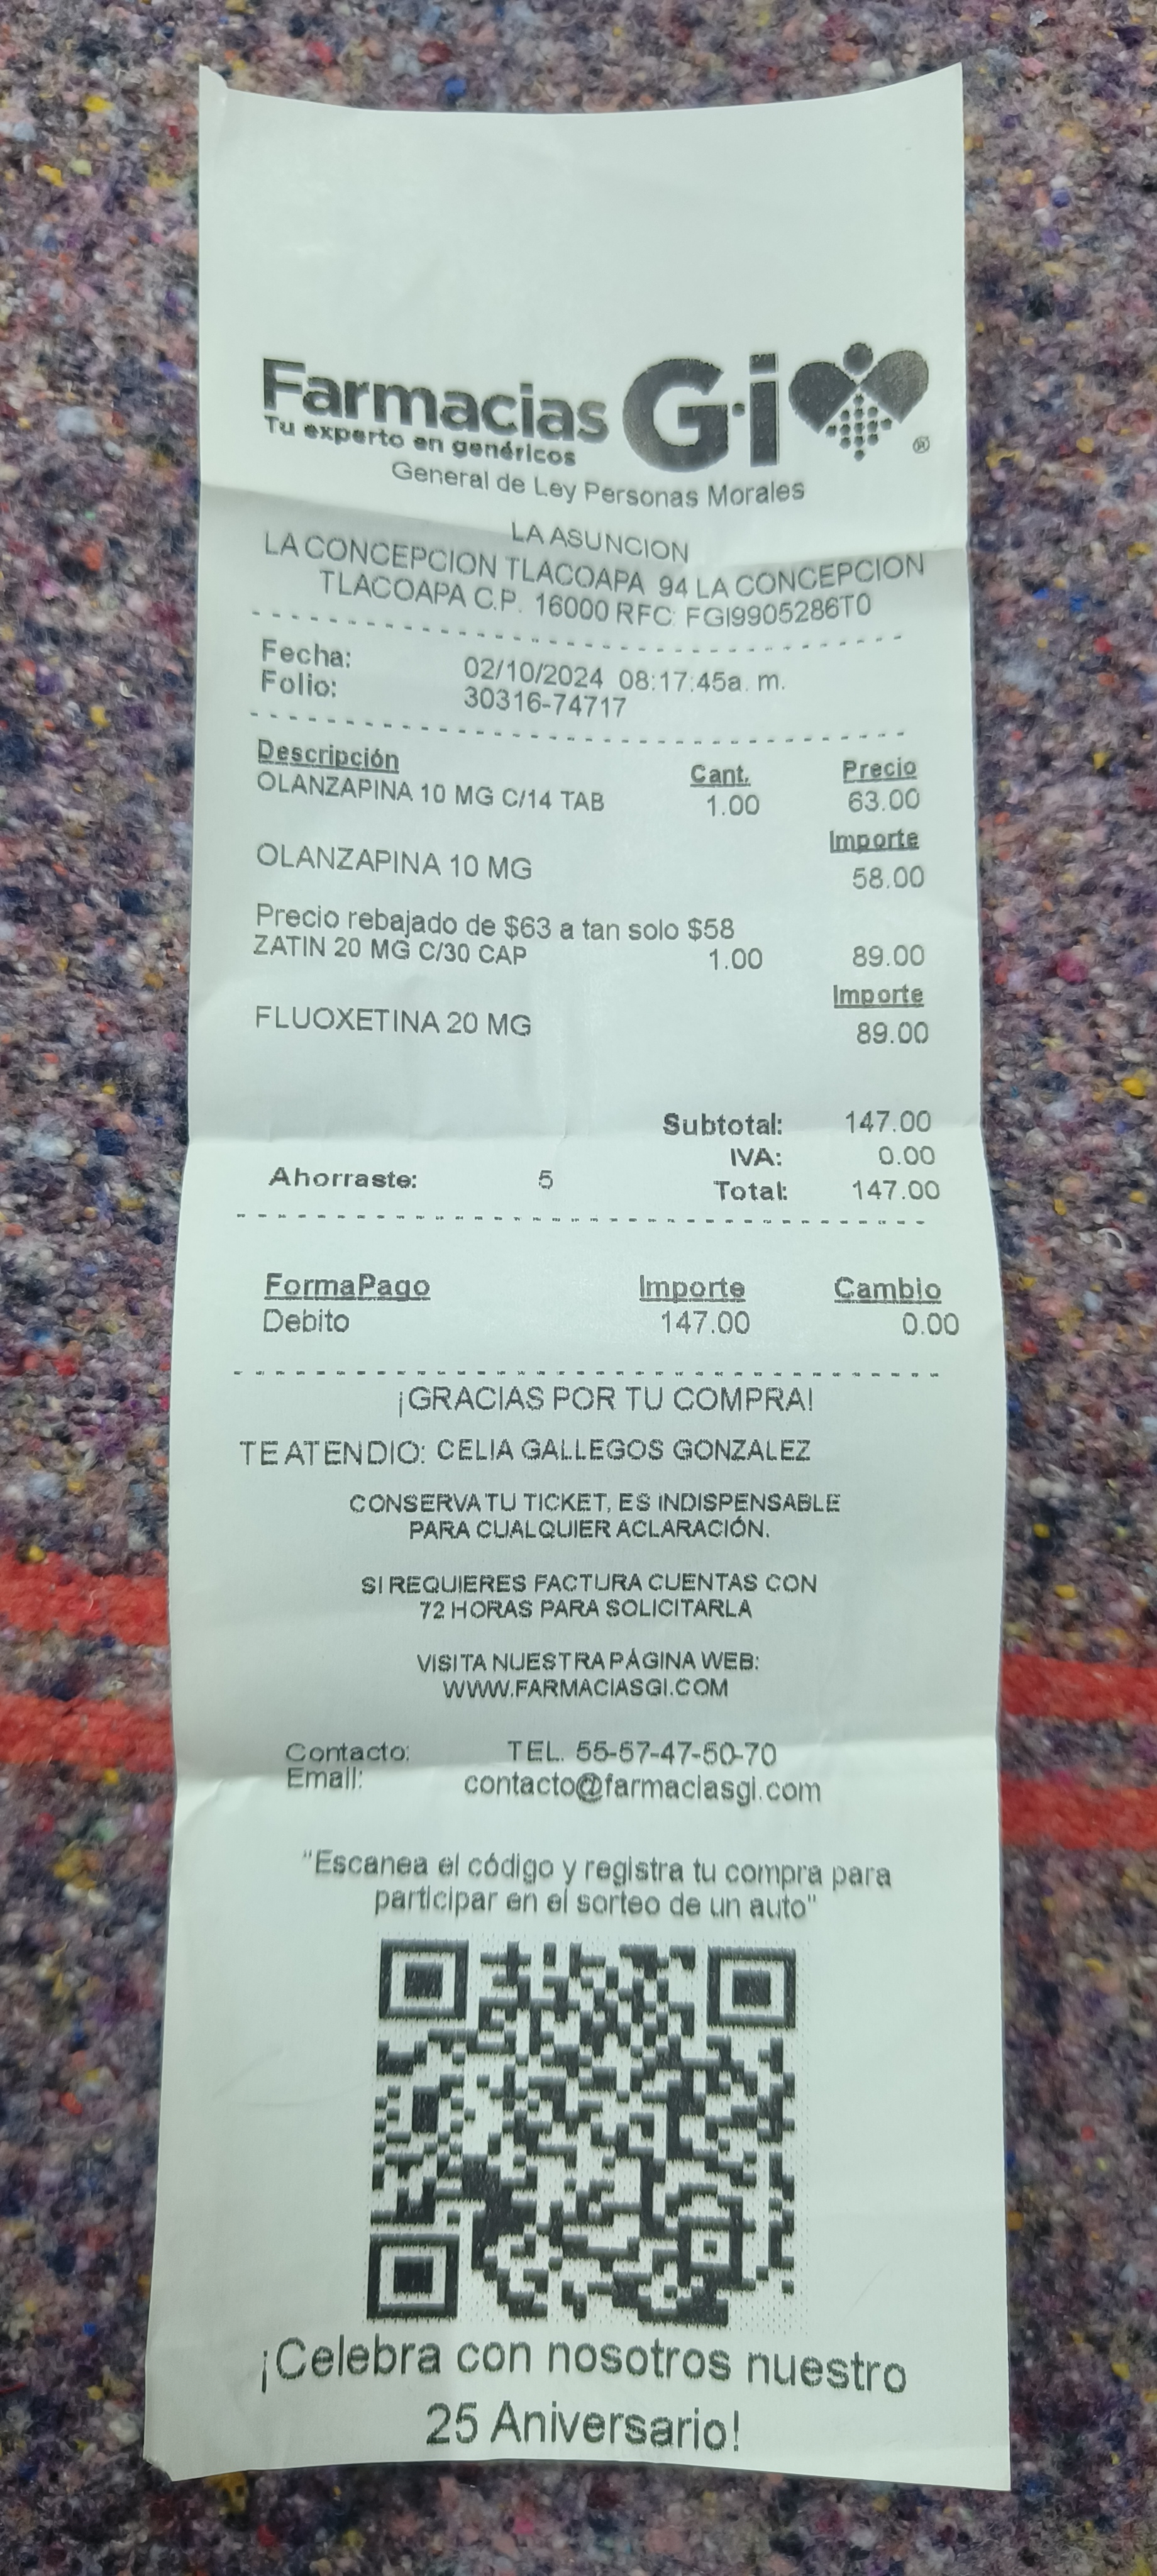 Farmacias Gi
Tu experto en genéricos
®
General de Ley Personas Morales
LA ASUNCION
LA CONCEPCION TLACOAPA 94 LA CONCEPCION
TLACOAPA C.P. 16000 RFC: FGI9905286T0
Fecha: 02/10/2024 08:17:45a. m.
Folio: 30316-74717
Descripción Cant. Precio
OLANZAPINA 10 MG C/14 TAB 1.00 63.00
Importe
OLANZAPINA 10 MG 58.00
Precio rebajado de $63 a tan solo $58
ZATIN 20 MG C/30 CAP 1.00 89.00
Importe
FLUOXETINA 20 MG 89.00
Subtotal: 147.00
IVA: 0.00
Ahorraste: 5 Total: 147.00
FormaPago Importe Cambio
Debito 147.00 0.00
¡GRACIAS POR TU COMPRA!
TE ATENDIO: CELIA GALLEGOS GONZALEZ
CONSERVA TU TICKET, ES INDISPENSABLE
PARA CUALQUIER ACLARACIÓN.
SI REQUIERES FACTURA CUENTAS CON
72 HORAS PARA SOLICITARLA
VISITA NUESTRA PÁGINA WEB:
WWW.FARMACIASGI.COM
Contacto: TEL. 55-57-47-50-70
Email: contacto@farmaciasgi.com
"Escanea el código y registra tu compra para
participar en el sorteo de un auto"
¡Celebra con nosotros nuestro
25 Aniversario!